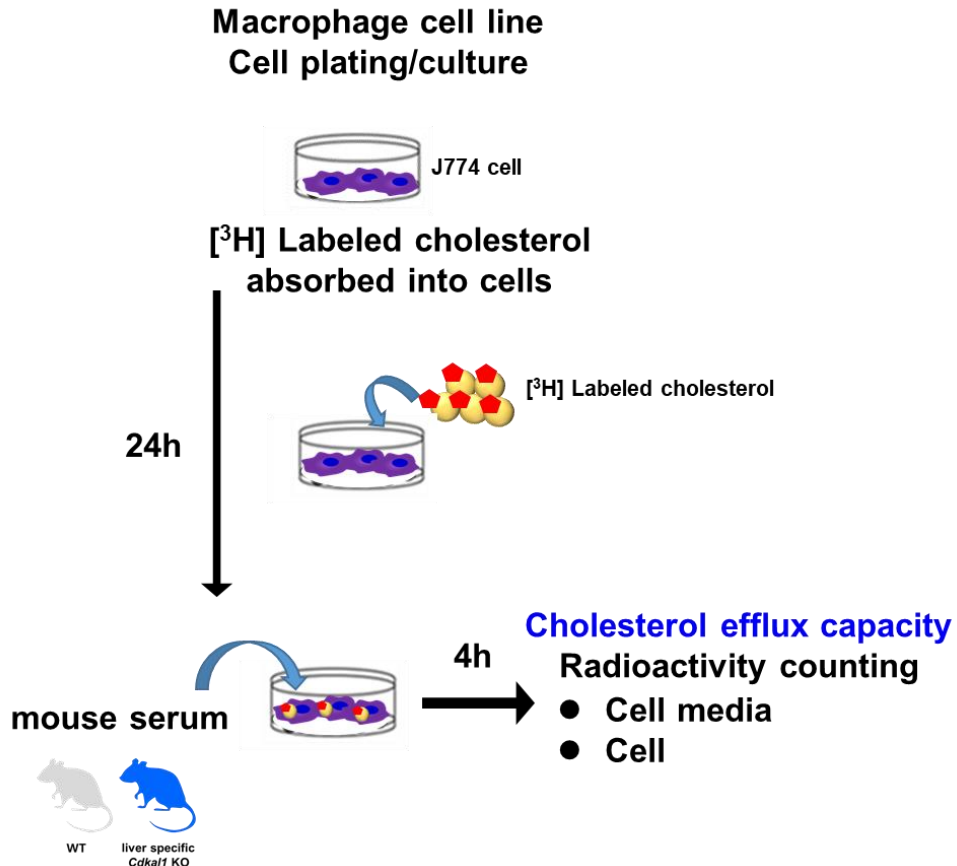 Macrophage cell line
Cell plating/culture
J774 cell
[³H] Labeled cholesterol
absorbed into cells
[³H] Labeled cholesterol
24h
mouse serum
4h
Cholesterol efflux capacity
Radioactivity counting
● Cell media
● Cell
WT
liver specific
Cdkal1 KO